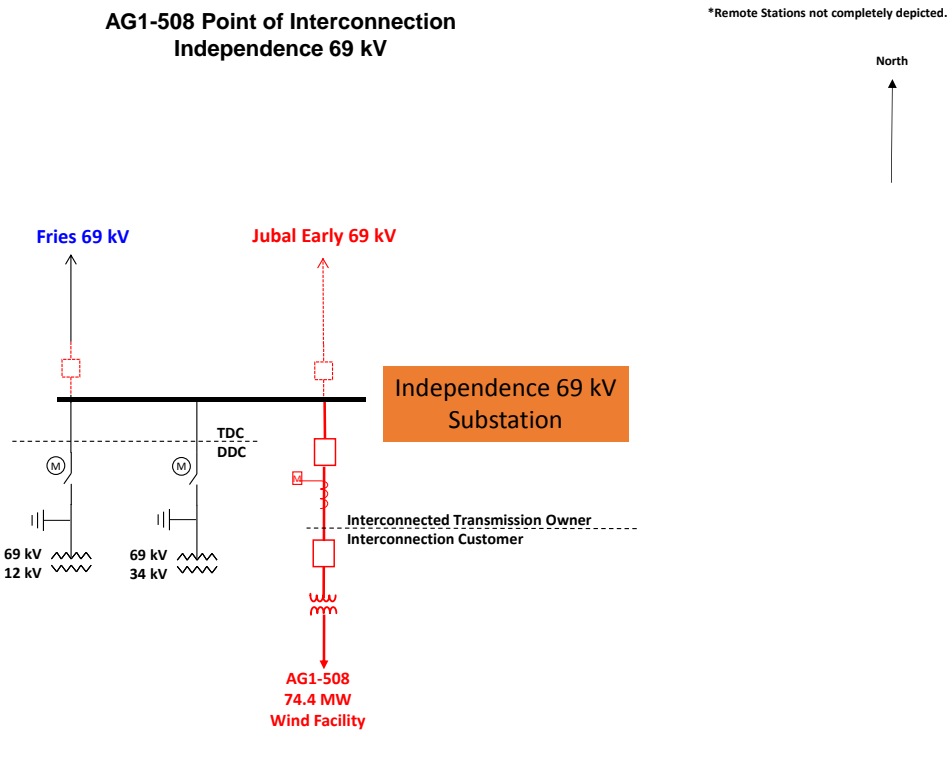 AG1-508 Point of Interconnection
Independence 69 kV
*Remote Stations not completely depicted.
North
Fries 69 kV
Jubal Early 69 kV
Independence 69 kV
Substation
TDC
DDC
M
M
M
Interconnected Transmission Owner
Interconnection Customer
69 kV
12 kV
69 kV
34 kV
AG1-508
74.4 MW
Wind Facility